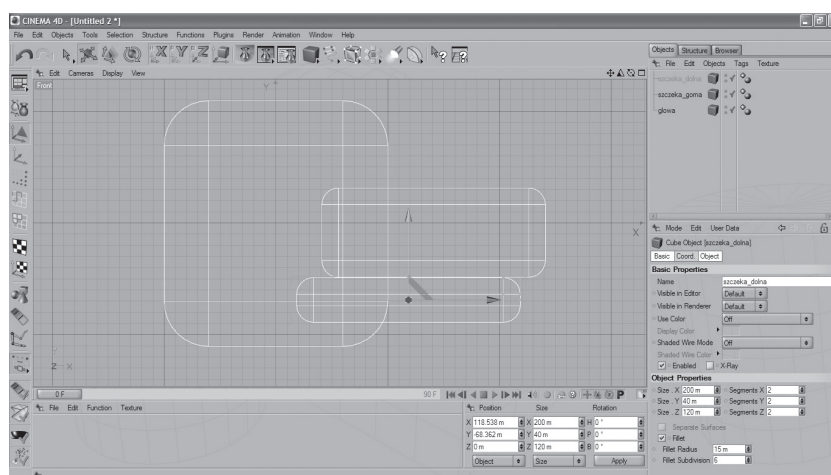 CINEMA 4D - [Untitled 2 *]
File Edit Objects Tools Selection Structure Functions Plugins Render Animation Window Help
Edit Cameras Display View
Front
Y
X
Z X
Objects Structure Browser
File Edit Objects Tags Texture
szczeka_dolna
szczeka_gorna
glowa
Mode Edit User Data
Cube Object [szczeka_dolna]
Basic Coord. Object
Basic Properties
Name szczeka_dolna
Visible in Editor Default
Visible in Renderer Default
Use Color Off
Display Color
Shaded Wire Mode Off
Shaded Wire Color
Enabled X-Ray
Object Properties
Size . X 200 m Segments X 2
Size . Y 40 m Segments Y 2
Size . Z 120 m Segments Z 2
Separate Surfaces
Fillet
Fillet Radius 15 m
Fillet Subdivision 6
0 F 90 F P
File Edit Function Texture
Position Size Rotation
X 118.538 m X 200 m H 0 °
Y -68.362 m Y 40 m P 0 °
Z 0 m Z 120 m B 0 °
Object Size Apply